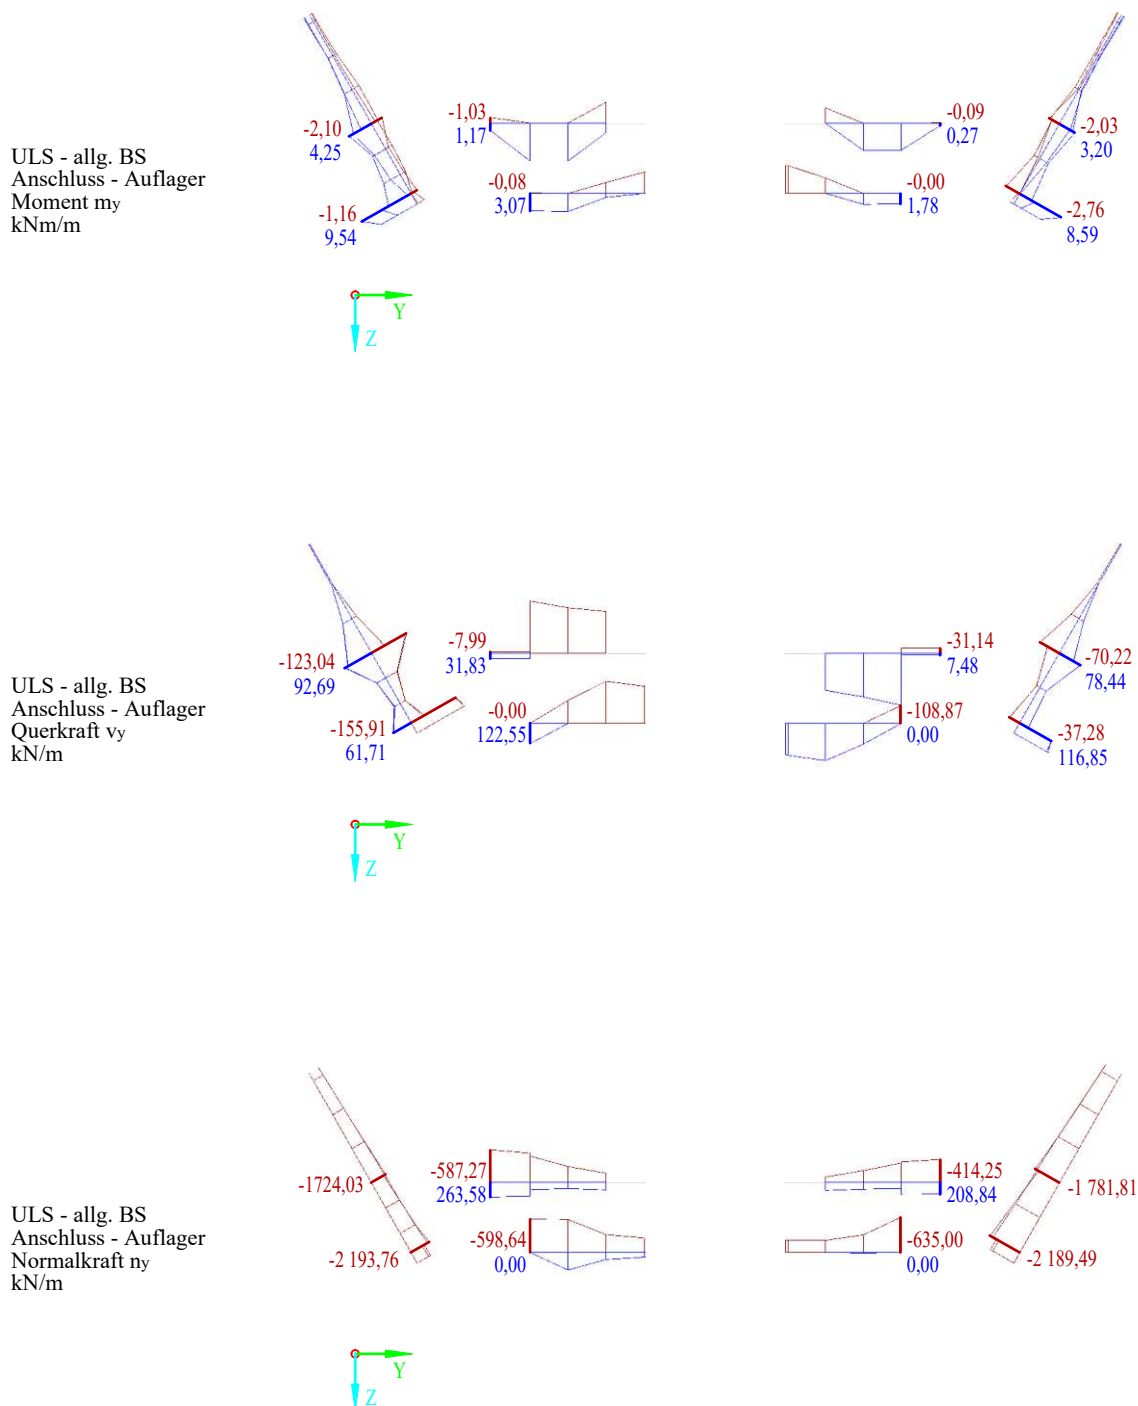 -2,10
4,25
-1,03
1,17
-0,09
0,27
-2,03
3,20
ULS - allg. BS
Anschluss - Auflager
Moment my
kNm/m
-1,16
9,54
-0,08
3,07
-0,00
1,78
-2,76
8,59
Y
Z
-123,04
92,69
-7,99
31,83
-31,14
7,48
-70,22
78,44
ULS - allg. BS
Anschluss - Auflager
Querkraft vy
kN/m
-155,91
61,71
-0,00
122,55
-108,87
0,00
-37,28
116,85
Y
Z
-1724,03
-587,27
263,58
-414,25
208,84
-1 781,81
ULS - allg. BS
Anschluss - Auflager
Normalkraft ny
kN/m
-2 193,76
-598,64
0,00
-635,00
0,00
-2 189,49
Y
Z